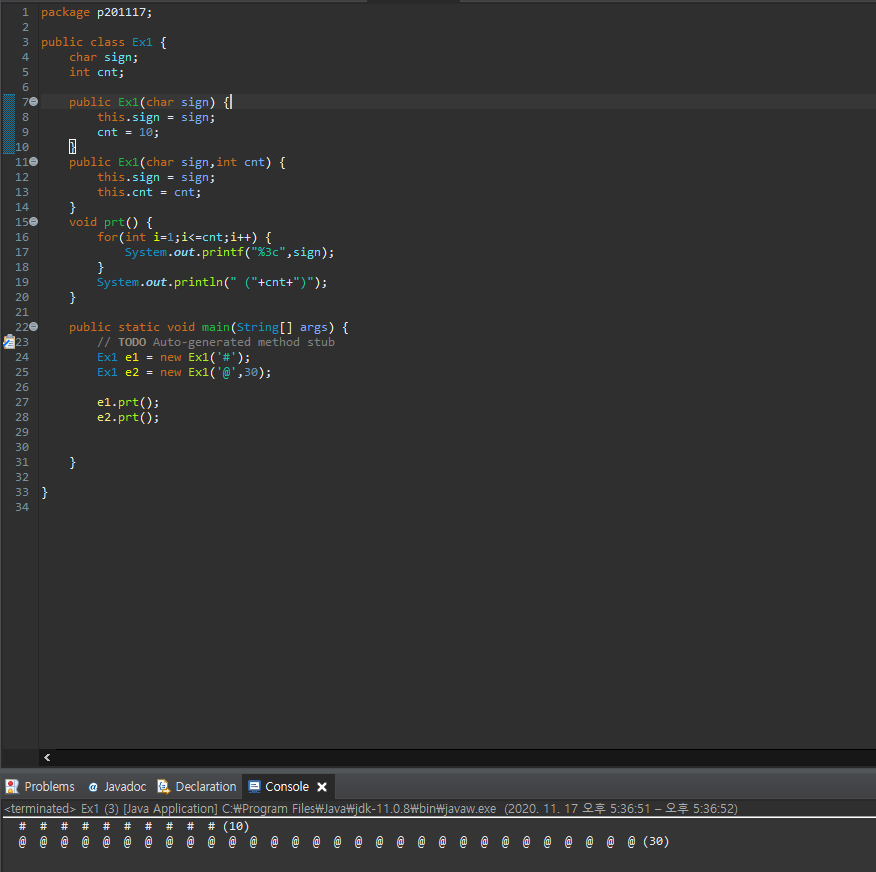 1 package p201117;
2
3 public class Ex1 {
4     char sign;
5     int cnt;
6
7     public Ex1(char sign) {
8         this.sign = sign;
9         cnt = 10;
10     }
11     public Ex1(char sign,int cnt) {
12         this.sign = sign;
13         this.cnt = cnt;
14     }
15     void prt() {
16         for(int i=1;i<=cnt;i++) {
17             System.out.printf("%3c",sign);
18         }
19         System.out.println(" ("+cnt+")");
20     }
21
22     public static void main(String[] args) {
23         // TODO Auto-generated method stub
24         Ex1 e1 = new Ex1('#');
25         Ex1 e2 = new Ex1('@',30);
26
27         e1.prt();
28         e2.prt();
29
30
31     }
32
33 }
34
Problems @ Javadoc Declaration Console
<terminated> Ex1 (3) [Java Application] C:₩Program Files₩Java₩jdk-11.0.8₩bin₩javaw.exe (2020. 11. 17 오후 5:36:51 – 오후 5:36:52)
  #  #  #  #  #  #  #  #  #  # (10)
  @  @  @  @  @  @  @  @  @  @  @  @  @  @  @  @  @  @  @  @  @  @  @  @  @  @  @  @  @  @ (30)